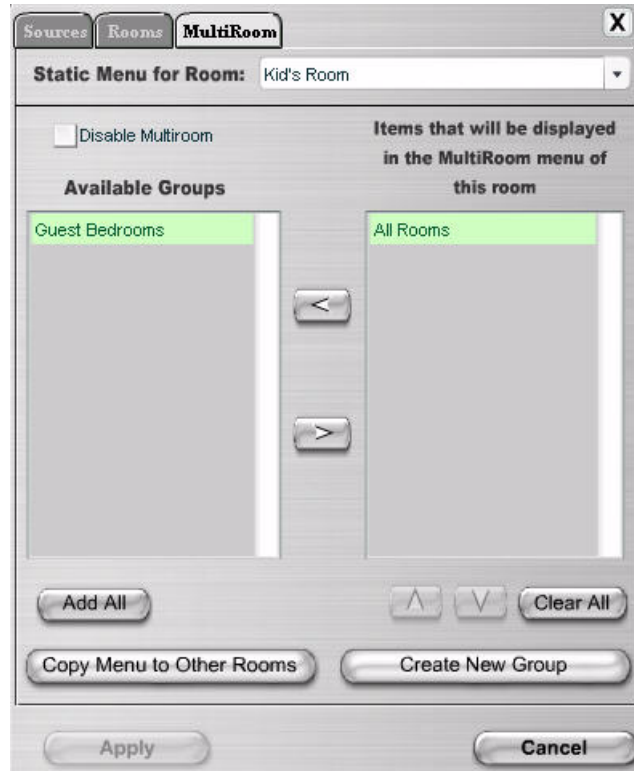 Sources Rooms MultiRoom X
Static Menu for Room: Kid's Room
Disable Multiroom
Items that will be displayed
in the MultiRoom menu of
this room
Available Groups
Guest Bedrooms
All Rooms
<
>
Add All
Clear All
Copy Menu to Other Rooms
Create New Group
Apply
Cancel